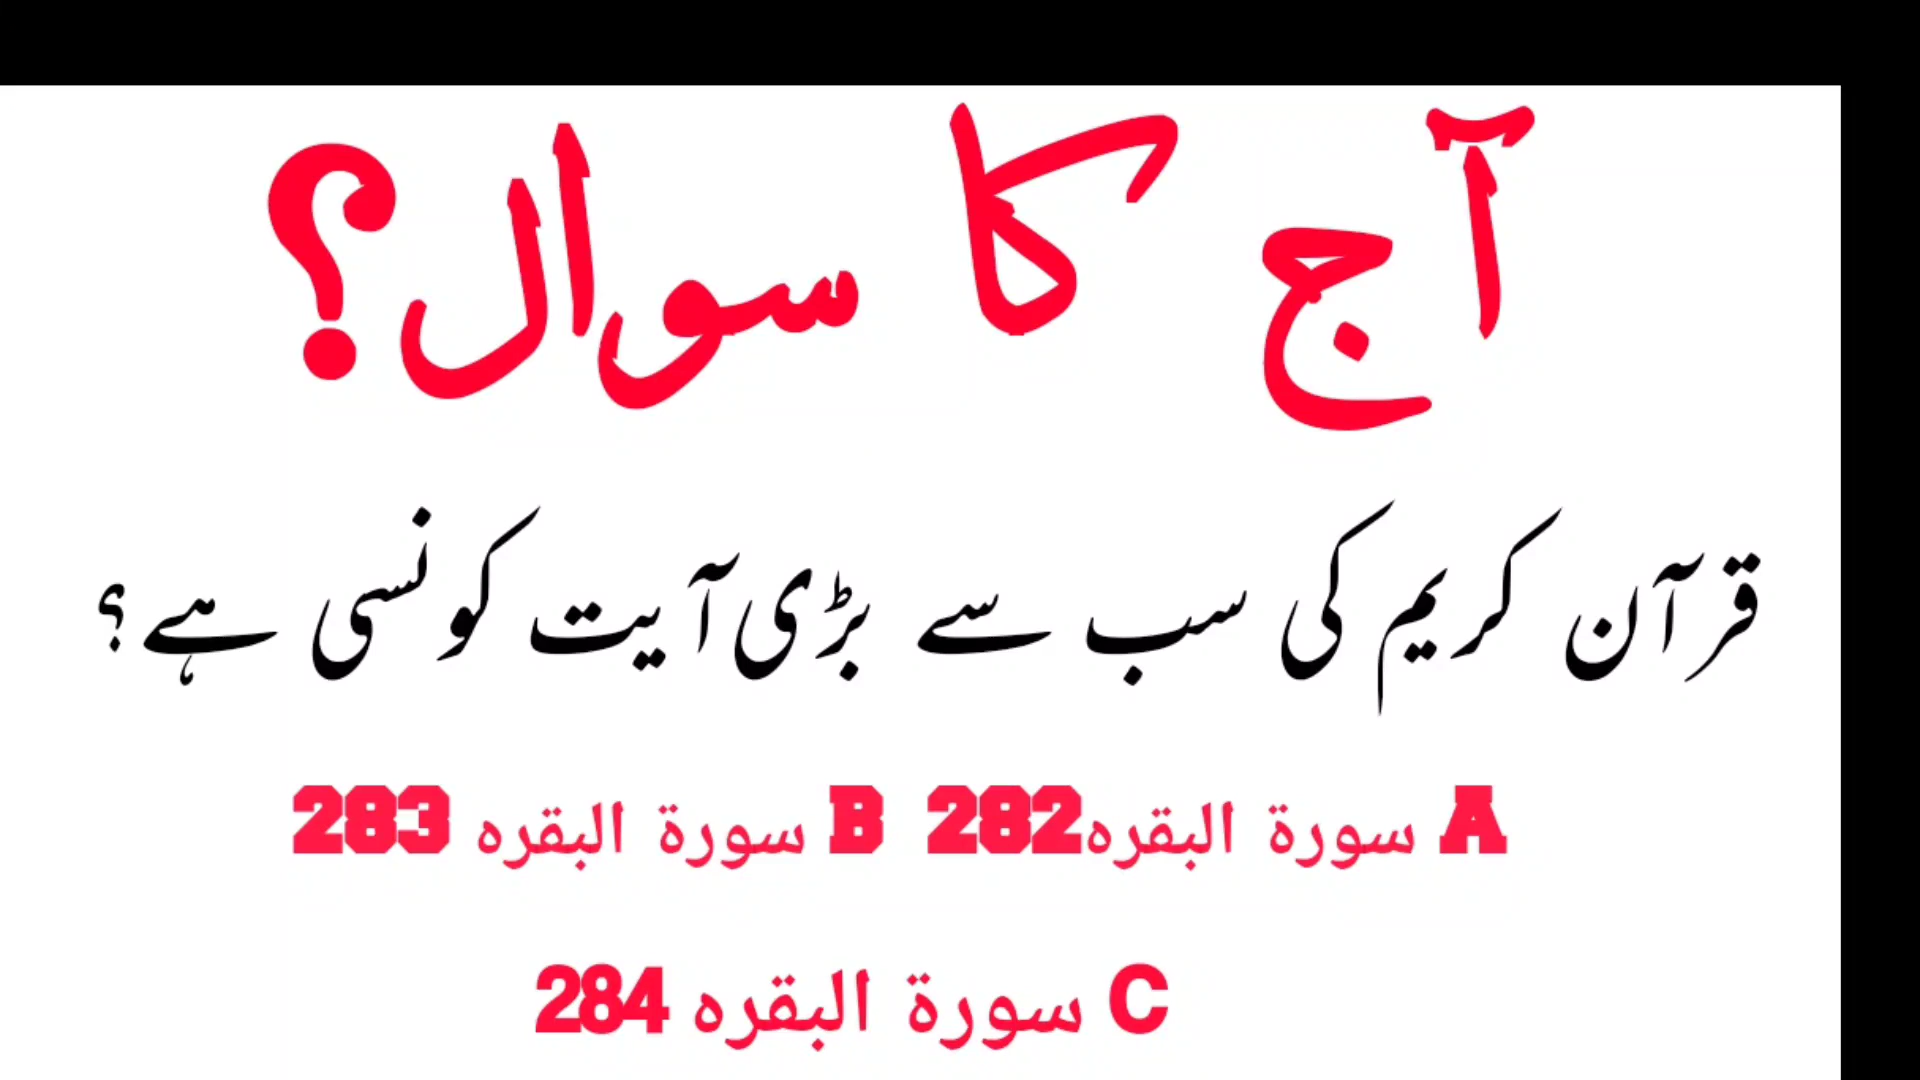 آج کا سوال؟
قرآن کریم کی سب سے بڑی آیت کونسی ہے؟
A سورۃ البقرہ282 B سورۃ البقرہ 283
C سورۃ البقرہ 284